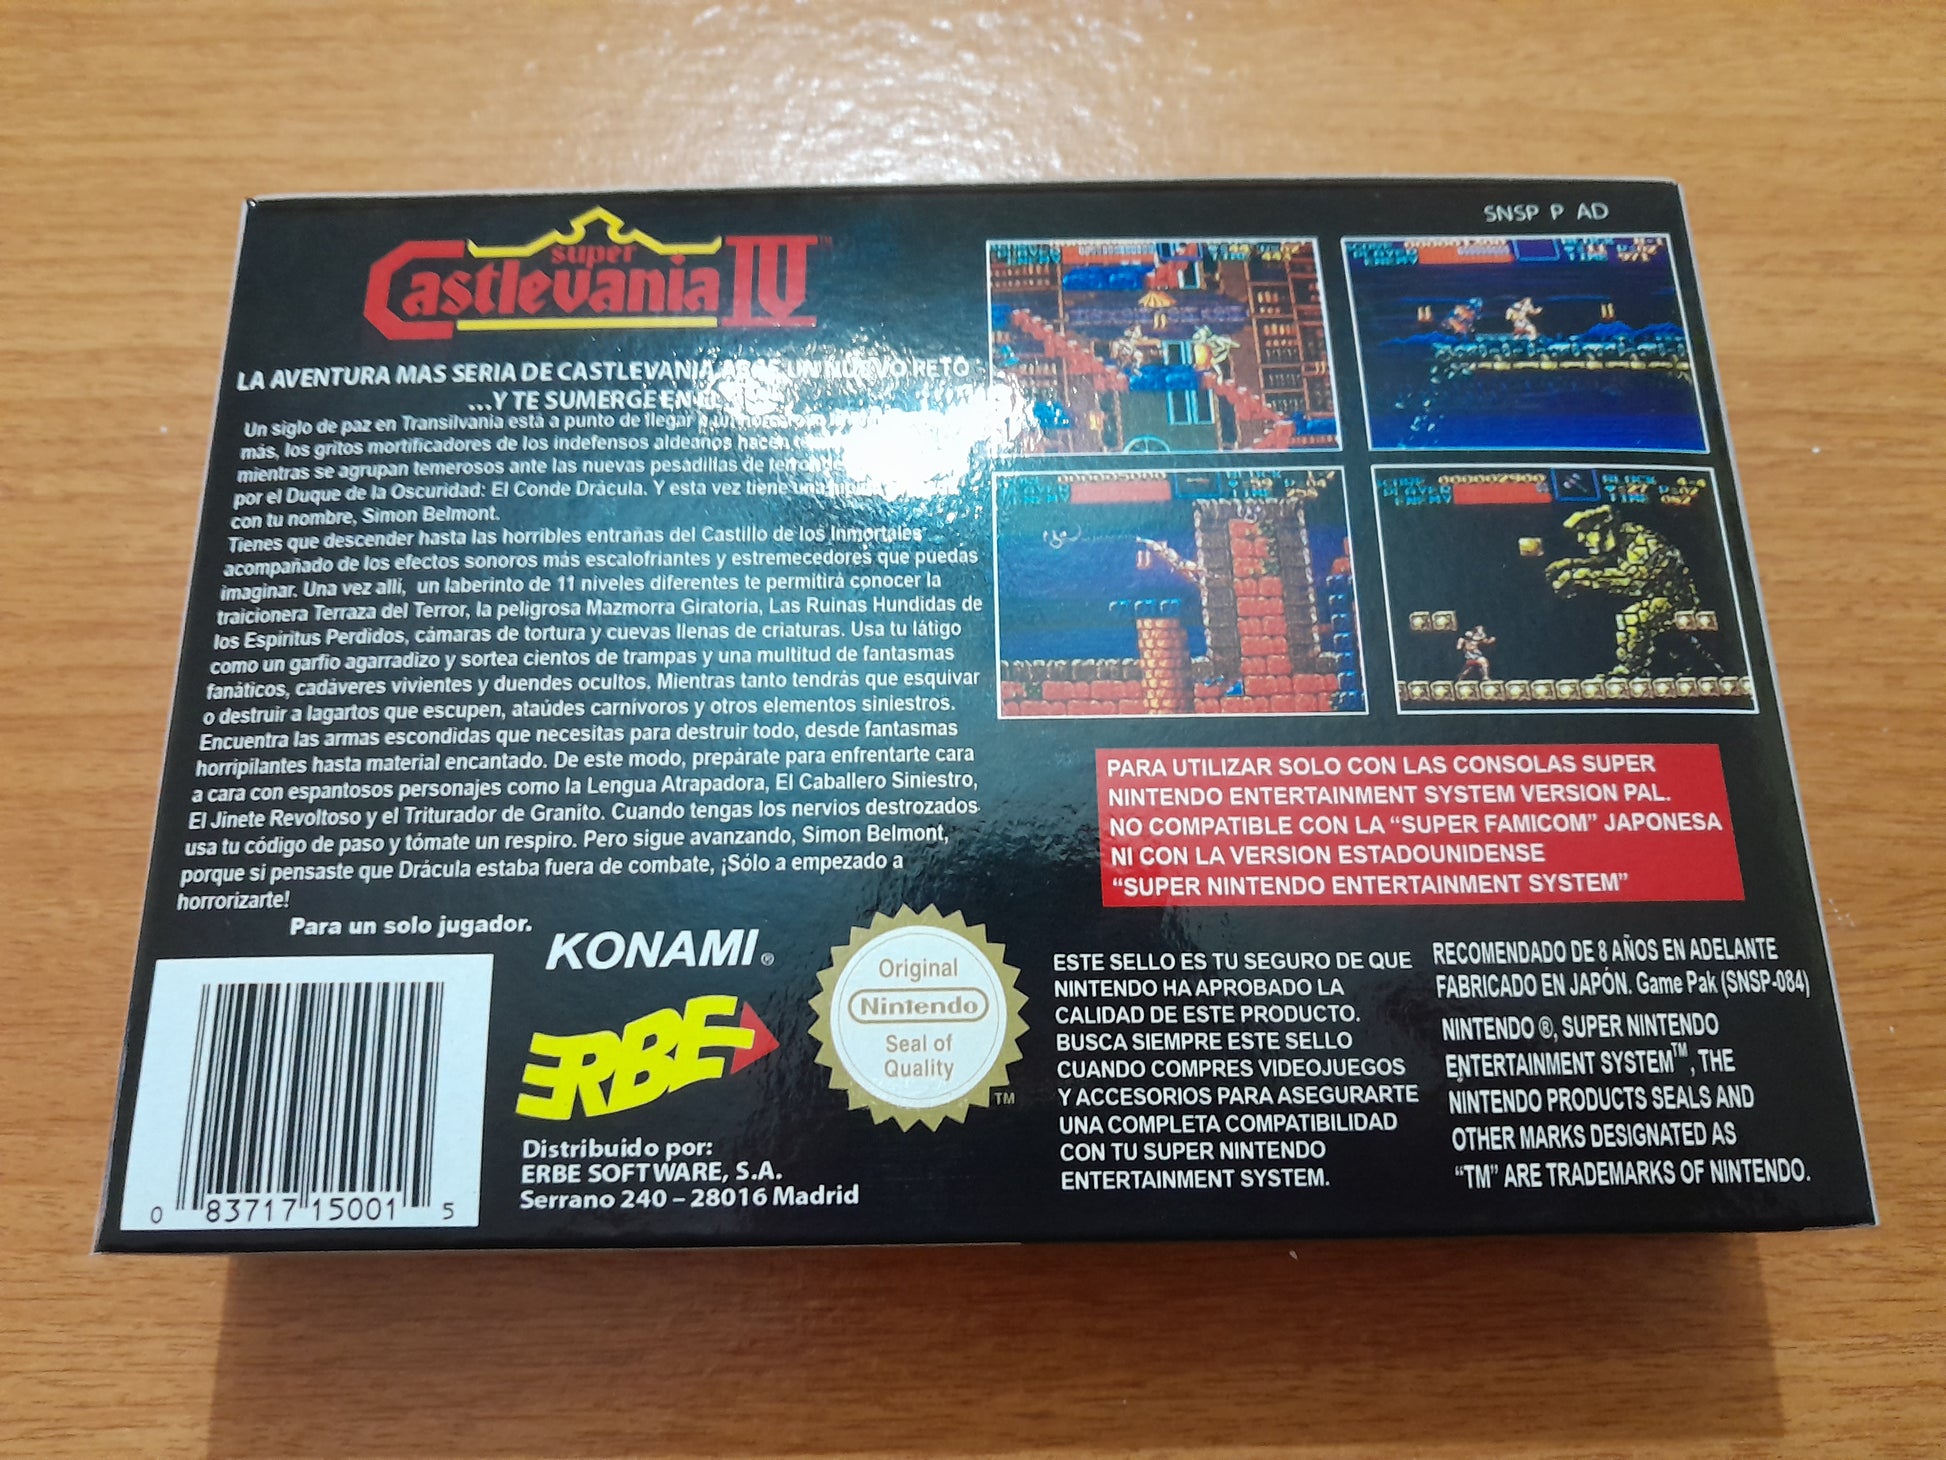 SNSP P AD
super
Castlevania IV
LA AVENTURA MAS SERIA DE CASTLEVANIA ABRE UN NUEVO RETO
...Y TE SUMERGE EN
Un siglo de paz en Transilvania está a punto de llegar
más, los gritos mortificadores de los indefensos aldeanos hacen
mientras se agrupan temerosos ante las nuevas pesadillas de terror
por el Duque de la Oscuridad: El Conde Drácula. Y esta vez tiene una
con tu nombre, Simon Belmont.
Tienes que descender hasta las horribles entrañas del Castillo de los Inmortales
acompañado de los efectos sonoros más escalofriantes y estremecedores que puedas
imaginar. Una vez allí, un laberinto de 11 niveles diferentes te permitirá conocer la
traicionera Terraza del Terror, la peligrosa Mazmorra Giratoria, Las Ruinas Hundidas de
los Espíritus Perdidos, cámaras de tortura y cuevas llenas de criaturas. Usa tu látigo
como un garfio agarradizo y sortea cientos de trampas y una multitud de fantasmas
fanáticos, cadáveres vivientes y duendes ocultos. Mientras tanto tendrás que esquivar
o destruir a lagartos que escupen, ataúdes carnívoros y otros elementos siniestros.
Encuentra las armas escondidas que necesitas para destruir todo, desde fantasmas
horripilantes hasta material encantado. De este modo, prepárate para enfrentarte cara
a cara con espantosos personajes como la Lengua Atrapadora, El Caballero Siniestro,
El Jinete Revoltoso y el Triturador de Granito. Cuando tengas los nervios destrozados
usa tu código de paso y tómate un respiro. Pero sigue avanzando, Simon Belmont,
porque si pensaste que Drácula estaba fuera de combate, ¡Sólo a empezado a
horrorizarte!
Para un solo jugador.
PARA UTILIZAR SOLO CON LAS CONSOLAS SUPER
NINTENDO ENTERTAINMENT SYSTEM VERSION PAL.
NO COMPATIBLE CON LA “SUPER FAMICOM” JAPONESA
NI CON LA VERSION ESTADOUNIDENSE
“SUPER NINTENDO ENTERTAINMENT SYSTEM”
0 83717 15001 5
KONAMI®
ERBE
Distribuido por:
ERBE SOFTWARE, S.A.
Serrano 240 – 28016 Madrid
Original
Nintendo
Seal of
Quality
TM
ESTE SELLO ES TU SEGURO DE QUE
NINTENDO HA APROBADO LA
CALIDAD DE ESTE PRODUCTO.
BUSCA SIEMPRE ESTE SELLO
CUANDO COMPRES VIDEOJUEGOS
Y ACCESORIOS PARA ASEGURARTE
UNA COMPLETA COMPATIBILIDAD
CON TU SUPER NINTENDO
ENTERTAINMENT SYSTEM.
RECOMENDADO DE 8 AÑOS EN ADELANTE
FABRICADO EN JAPÓN. Game Pak (SNSP-084)
NINTENDO ®, SUPER NINTENDO
ENTERTAINMENT SYSTEM™, THE
NINTENDO PRODUCTS SEALS AND
OTHER MARKS DESIGNATED AS
“TM” ARE TRADEMARKS OF NINTENDO.